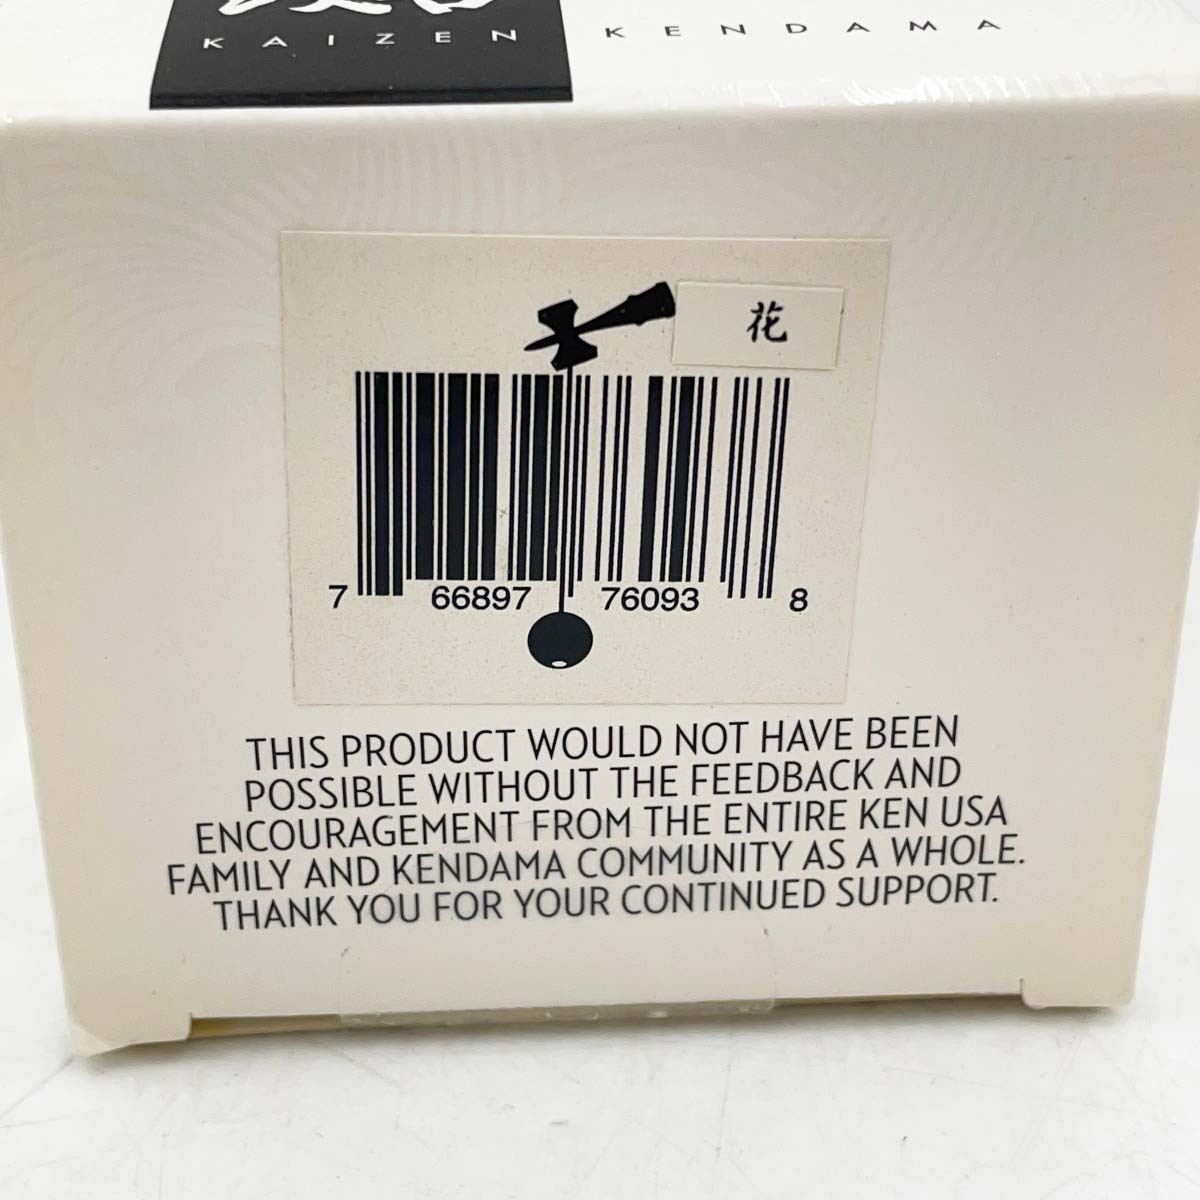 KAIZEN KENDAMA
花
7 66897 76093 8
THIS PRODUCT WOULD NOT HAVE BEEN
POSSIBLE WITHOUT THE FEEDBACK AND
ENCOURAGEMENT FROM THE ENTIRE KEN USA
FAMILY AND KENDAMA COMMUNITY AS A WHOLE.
THANK YOU FOR YOUR CONTINUED SUPPORT.